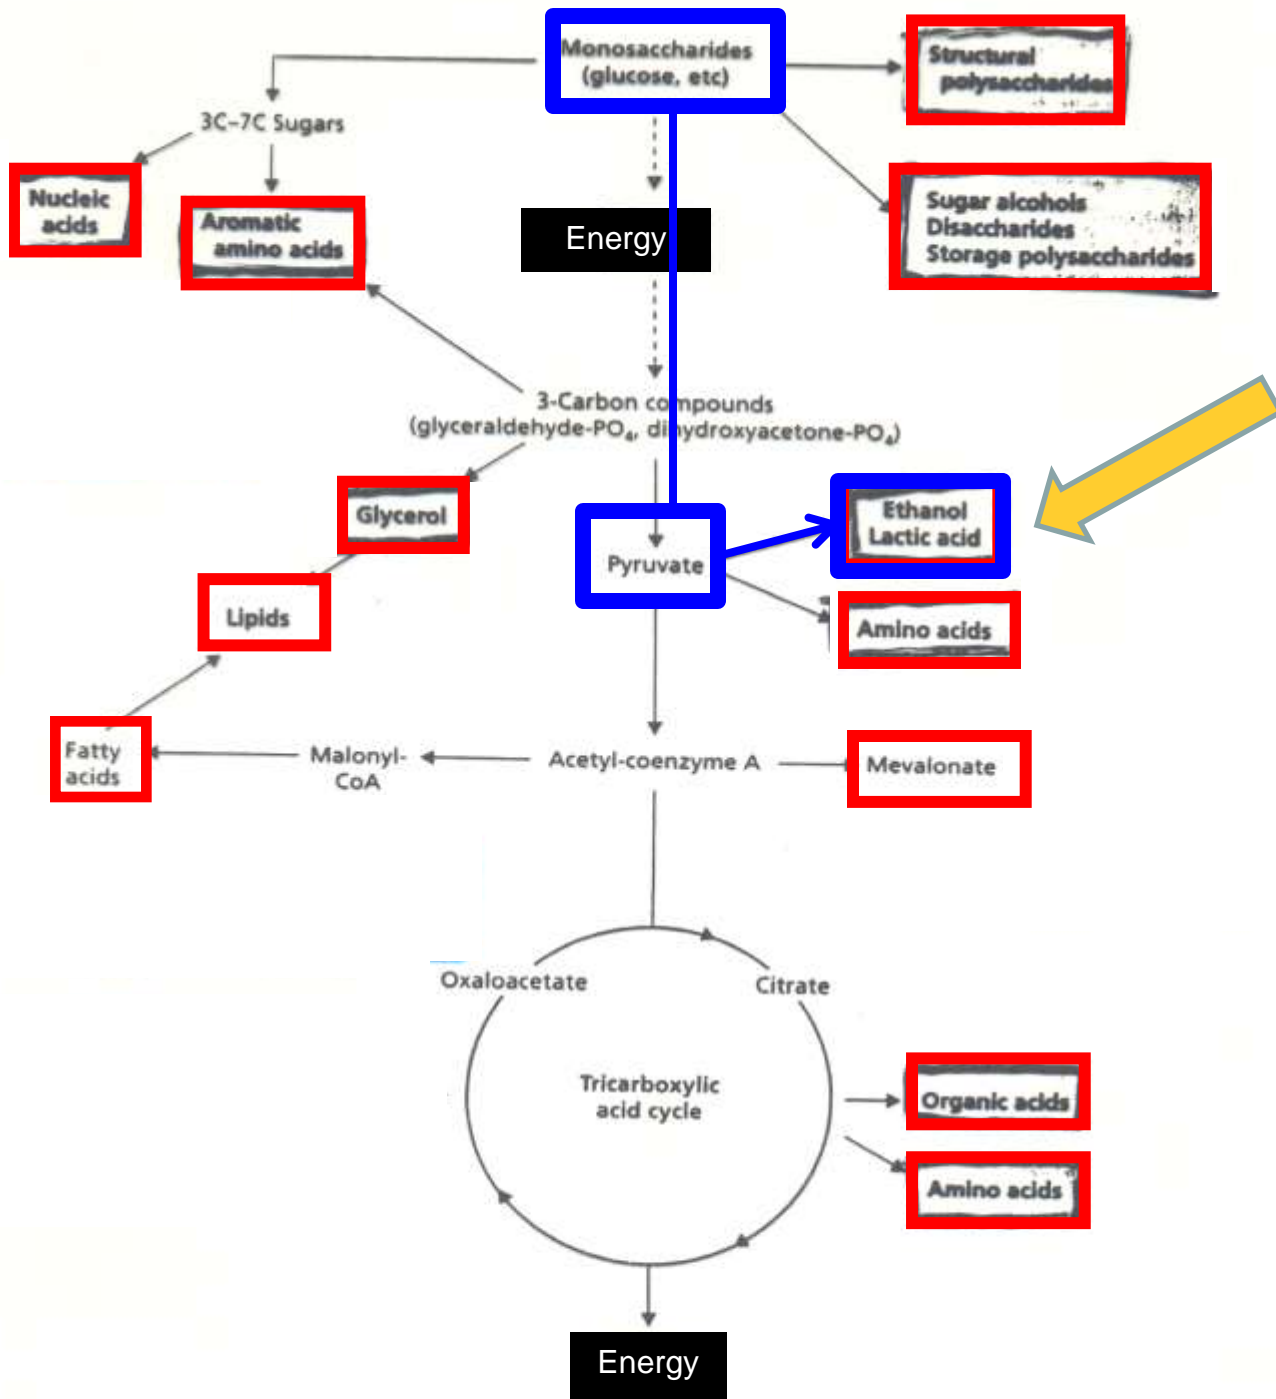 Monosaccharides
(glucose, etc)
Structural
polysaccharides
3C–7C Sugars
Nucleic
acids
Aromatic
amino acids
Sugar alcohols
Disaccharides
Storage polysaccharides
Energy
3-Carbon compounds
(glyceraldehyde-PO₄, dihydroxyacetone-PO₄)
Glycerol
Ethanol
Lactic acid
Pyruvate
Lipids
Amino acids
Fatty
acids
Malonyl-
CoA
Acetyl-coenzyme A
Mevalonate
Oxaloacetate
Citrate
Tricarboxylic
acid cycle
Organic acids
Amino acids
Energy